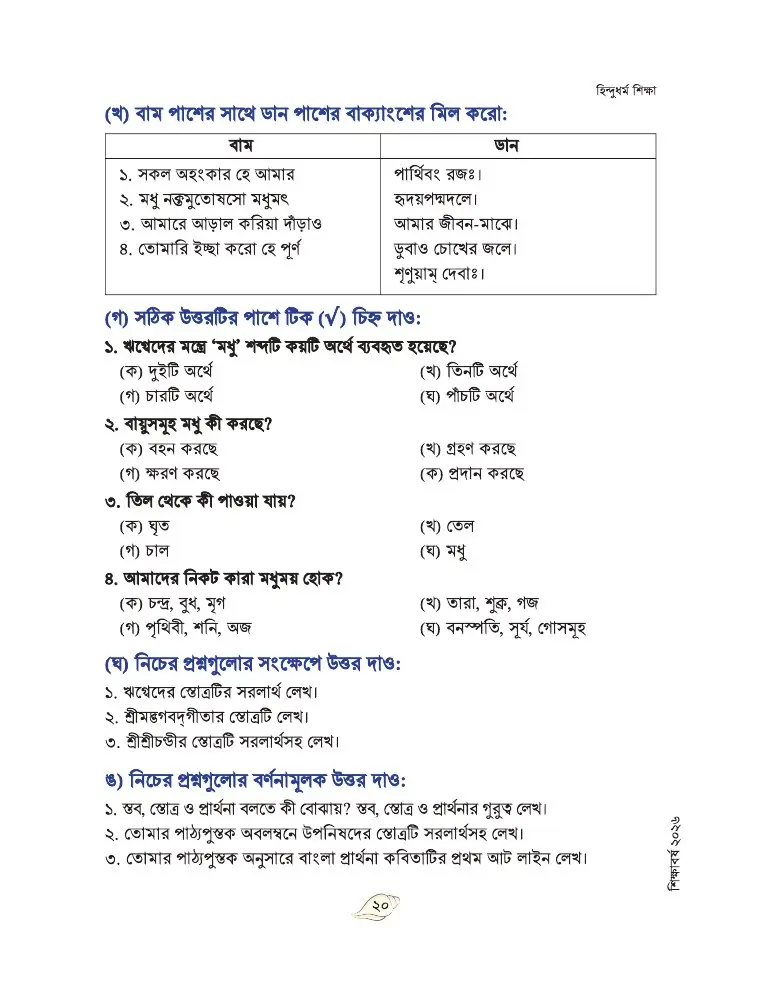 হিন্দুধর্ম শিক্ষা
(খ) বাম পাশের সাথে ডান পাশের বাক্যাংশের মিল করো:
বাম ডান
১. সকল অহংকার হে আমার পার্থিবং রজঃ।
২. মধু নক্তমুতোষসো মধুমৎ হৃদয়পদ্মদলে।
৩. আমারে আড়াল করিয়া দাঁড়াও আমার জীবন-মাঝে।
৪. তোমারি ইচ্ছা করো হে পূর্ণ ডুবাও চোখের জলে।
শৃণুয়াম্ দেবাঃ।
(গ) সঠিক উত্তরটির পাশে টিক (√) চিহ্ন দাও:
১. ঋগ্বেদের মন্ত্রে ‘মধু’ শব্দটি কয়টি অর্থে ব্যবহৃত হয়েছে?
(ক) দুইটি অর্থে (খ) তিনটি অর্থে
(গ) চারটি অর্থে (ঘ) পাঁচটি অর্থে
২. বায়ুসমূহ মধু কী করছে?
(ক) বহন করছে (খ) গ্রহণ করছে
(গ) ক্ষরণ করছে (ক) প্রদান করছে
৩. তিল থেকে কী পাওয়া যায়?
(ক) ঘৃত (খ) তেল
(গ) চাল (ঘ) মধু
৪. আমাদের নিকট কারা মধুময় হোক?
(ক) চন্দ্র, বুধ, মৃগ (খ) তারা, শুক্র, গজ
(গ) পৃথিবী, শনি, অজ (ঘ) বনস্পতি, সূর্য, গোসমূহ
(ঘ) নিচের প্রশ্নগুলোর সংক্ষেপে উত্তর দাও:
১. ঋগ্বেদের স্তোত্রটির সরলার্থ লেখ।
২. শ্রীমদ্ভগবদ্‌গীতার স্তোত্রটি লেখ।
৩. শ্রীশ্রীচণ্ডীর স্তোত্রটি সরলার্থসহ লেখ।
ঙ) নিচের প্রশ্নগুলোর বর্ণনামূলক উত্তর দাও:
১. স্তব, স্তোত্র ও প্রার্থনা বলতে কী বোঝায়? স্তব, স্তোত্র ও প্রার্থনার গুরুত্ব লেখ।
২. তোমার পাঠ্যপুস্তক অবলম্বনে উপনিষদের স্তোত্রটি সরলার্থসহ লেখ।
৩. তোমার পাঠ্যপুস্তক অনুসারে বাংলা প্রার্থনা কবিতাটির প্রথম আট লাইন লেখ।
শিক্ষাবর্ষ ২০২৬
২০